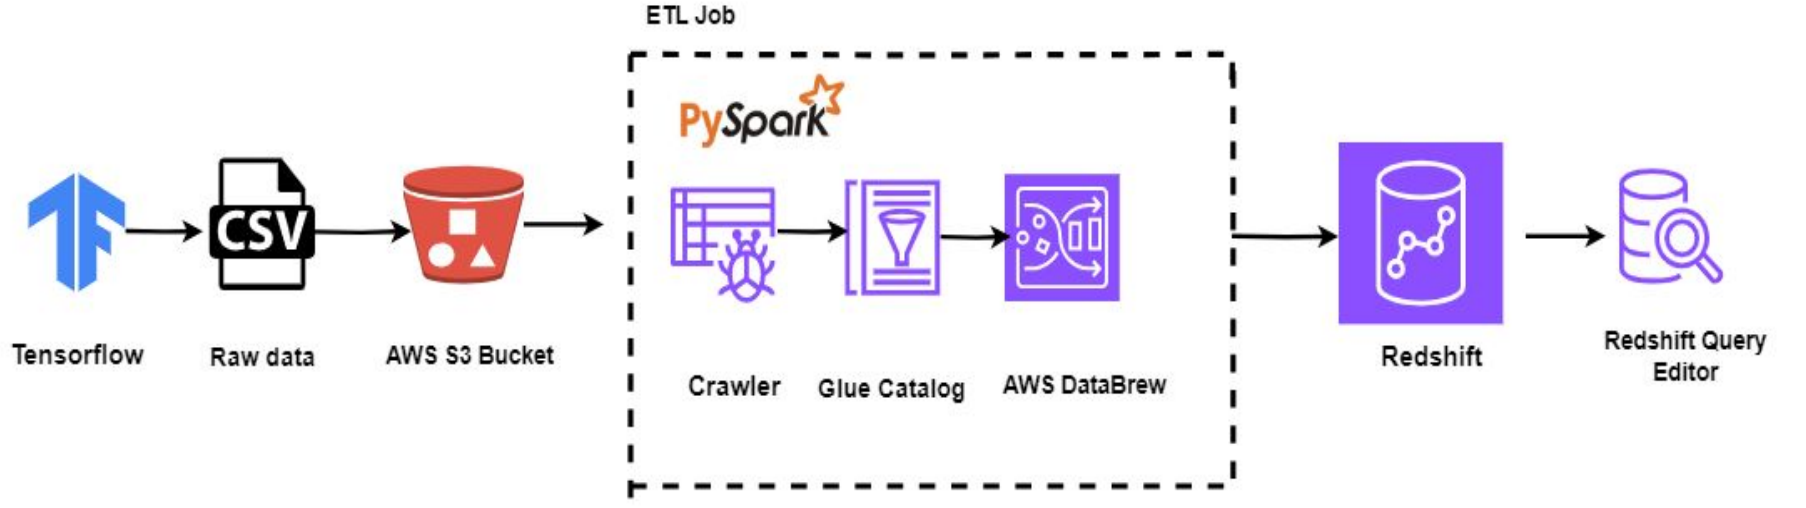 ETL Job
PySpark
CSV
Tensorflow
Raw data
AWS S3 Bucket
Crawler
Glue Catalog
AWS DataBrew
Redshift
Redshift Query
Editor